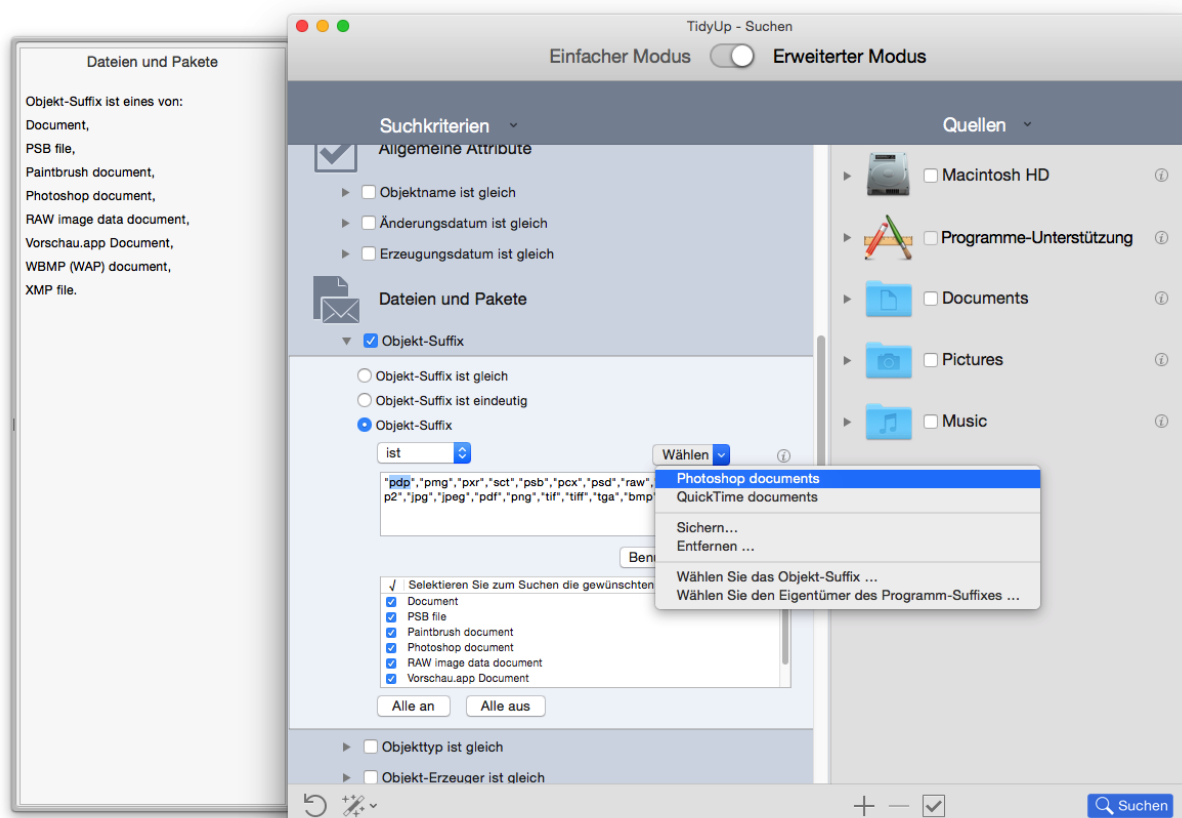 TidyUp - Suchen
Einfacher Modus
Erweiterter Modus
Dateien und Pakete
Objekt-Suffix ist eines von:
Document,
PSB file,
Paintbrush document,
Photoshop document,
RAW image data document,
Vorschau.app Document,
WBMP (WAP) document,
XMP file.
Suchkriterien
Allgemeine Attribute
Objektname ist gleich
Änderungsdatum ist gleich
Erzeugungsdatum ist gleich
Dateien und Pakete
Objekt-Suffix
Objekt-Suffix ist gleich
Objekt-Suffix ist eindeutig
Objekt-Suffix
ist
Wählen
"pdp","pmg","pxr","sct","psb","pcx","psd","raw",
p2","jpg","jpeg","pdf","png","tif","tiff","tga","bmp"
Photoshop documents
QuickTime documents
Sichern...
Entfernen ...
Wählen Sie das Objekt-Suffix ...
Wählen Sie den Eigentümer des Programm-Suffixes ...
√ Selektieren Sie zum Suchen die gewünschten
Document
PSB file
Paintbrush document
Photoshop document
RAW image data document
Vorschau.app Document
Alle an
Alle aus
Objekttyp ist gleich
Objekt-Erzeuger ist gleich
Quellen
Macintosh HD
Programme-Unterstützung
Documents
Pictures
Music
Suchen